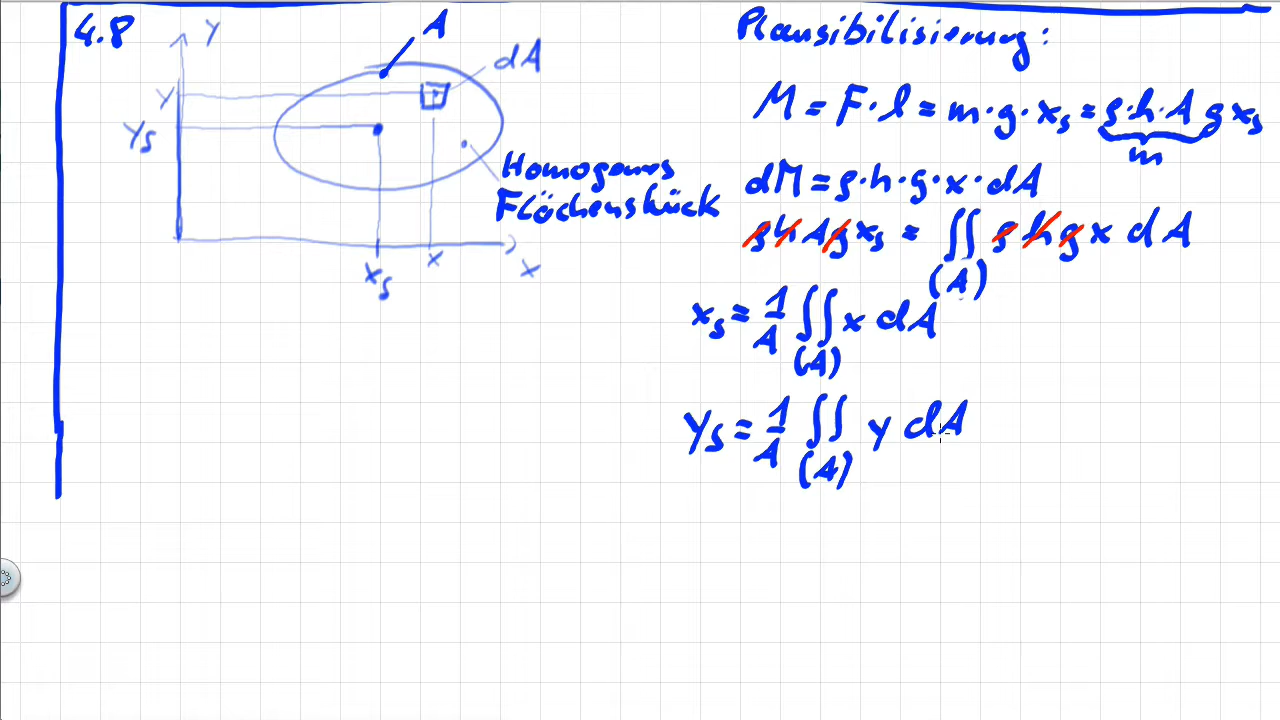 4.8
Y
A
dA
Y
Ys
Homogenes
Flächenstück
xs
x
x
Plausibilisierung:
M = F · l = m · g · xs = ρ · h · A g xs
m
dM = ρ · h · g · x · dA
ρ h A g xs = ∬ ρ h g x dA
(A)
xs = 1/A ∬ x dA
(A)
Ys = 1/A ∬ y dA
(A)